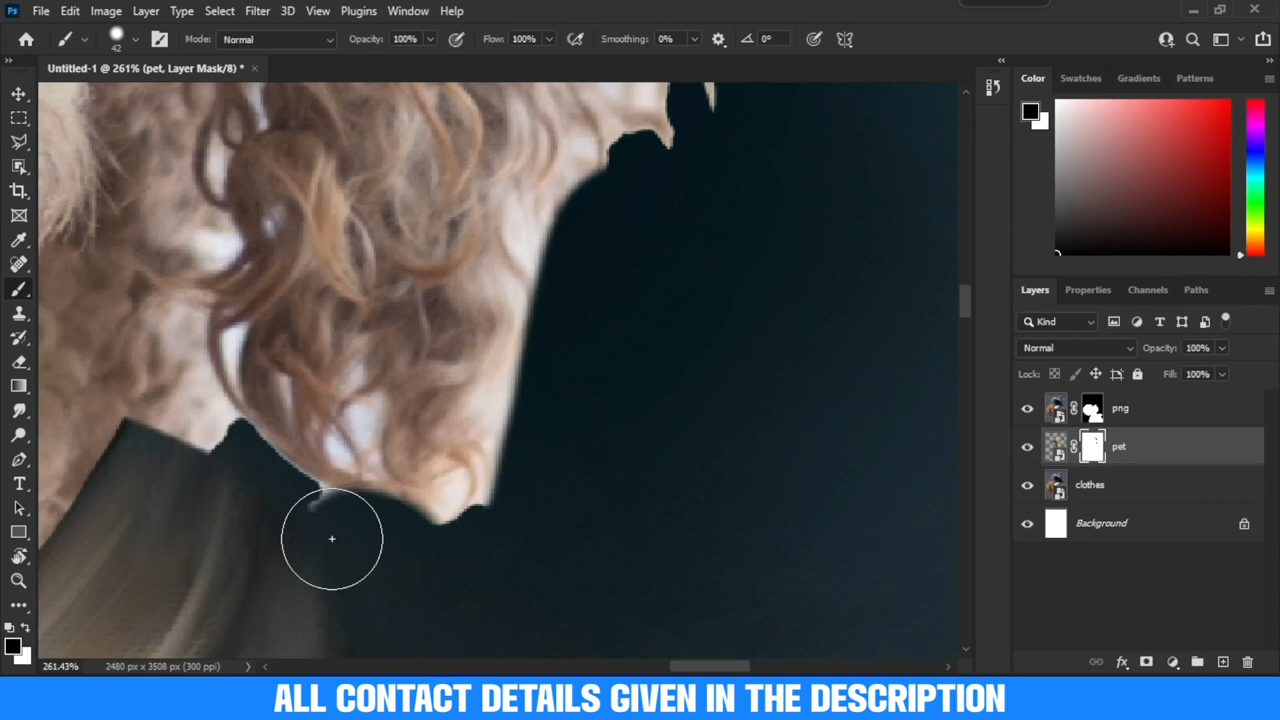 Ps File Edit Image Layer Type Select Filter 3D View Plugins Window Help
42 Mode: Normal Opacity: 100% Flow: 100% Smoothing: 0% 0°
Untitled-1 @ 261% (pet, Layer Mask/8) *
Color Swatches Gradients Patterns
Layers Properties Channels Paths
Kind
Normal Opacity: 100%
Lock: Fill: 100%
png
pet
clothes
Background
261.43% 2480 px x 3508 px (300 ppi)
ALL CONTACT DETAILS GIVEN IN THE DESCRIPTION